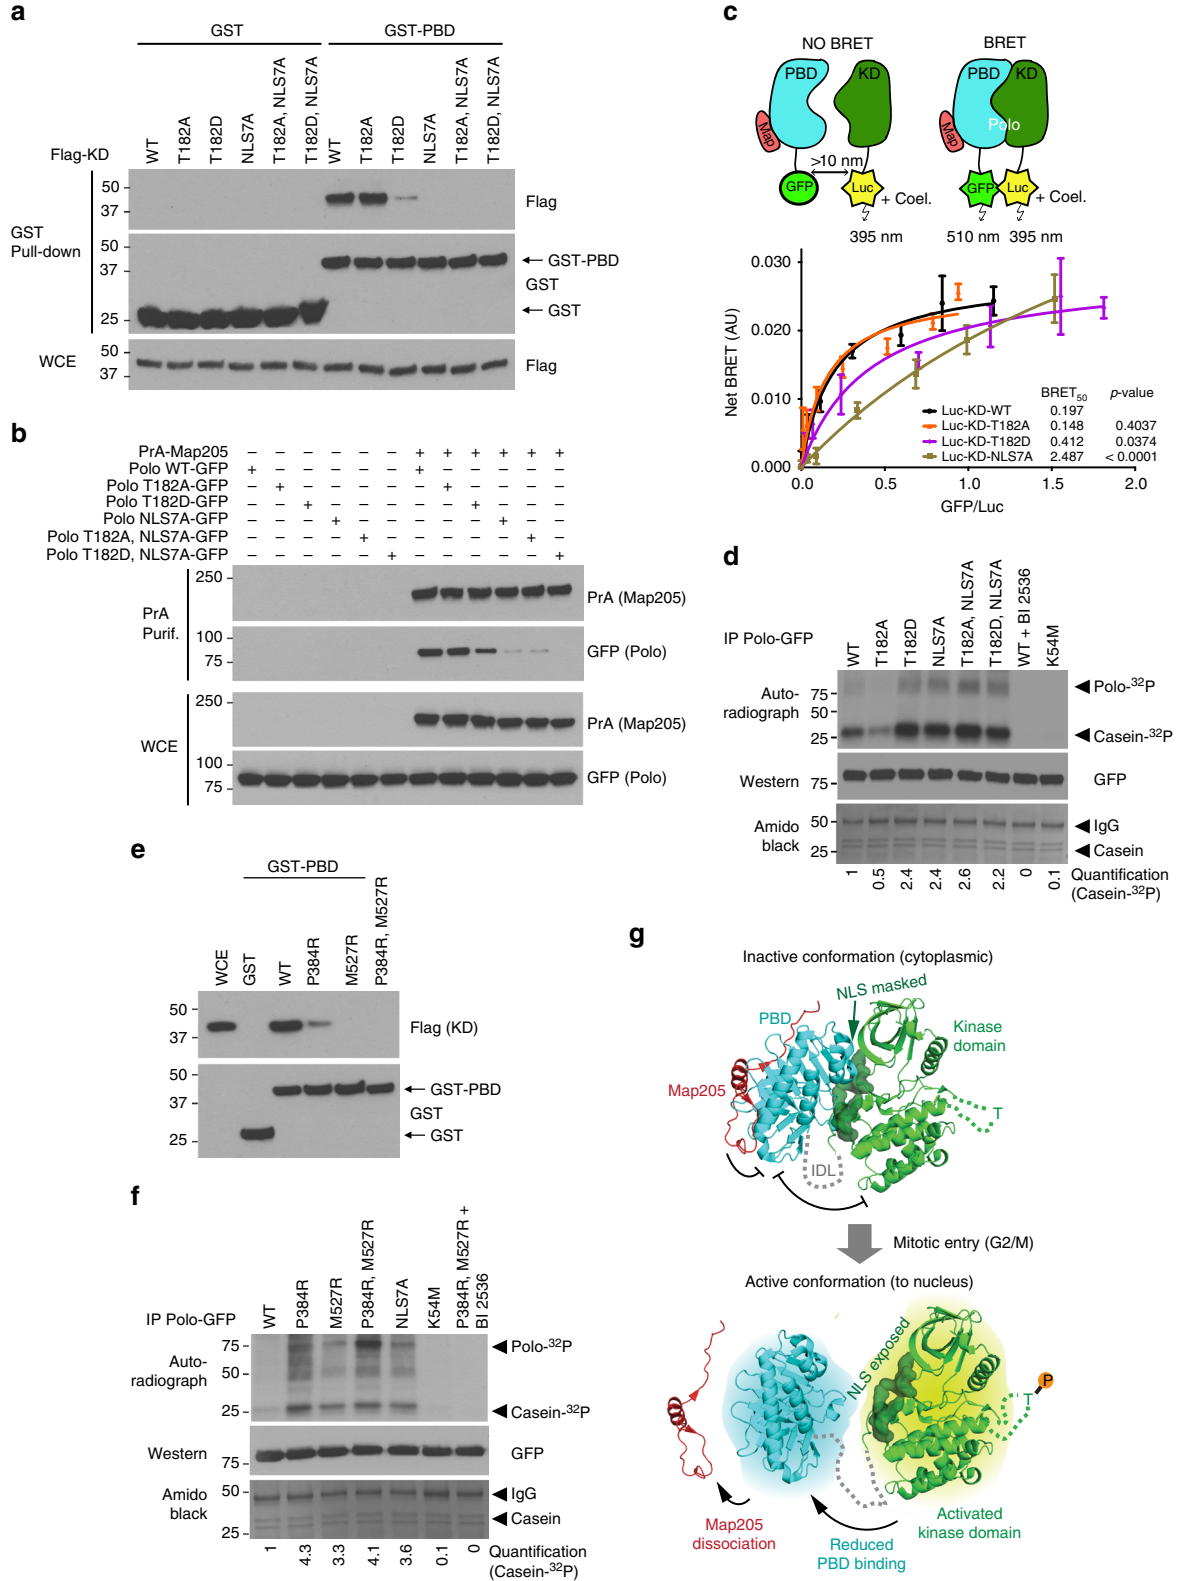 a
GST
GST-PBD
Flag-KD
WT
T182A
T182D
NLS7A
T182A, NLS7A
T182D, NLS7A
WT
T182A
T182D
NLS7A
T182A, NLS7A
T182D, NLS7A
GST
Pull-down
50
37
Flag
50
37
25
GST-PBD
GST
GST
WCE
50
37
Flag
b
PrA-Map205 – – – – – – + + + + + +
Polo WT-GFP + – – – – – + – – – – –
Polo T182A-GFP – + – – – – – + – – – –
Polo T182D-GFP – – + – – – – – + – – –
Polo NLS7A-GFP – – – + – – – – – + – –
Polo T182A, NLS7A-GFP – – – – + – – – – – + –
Polo T182D, NLS7A-GFP – – – – – + – – – – – +
PrA
Purif.
250
PrA (Map205)
100
75
GFP (Polo)
WCE
250
PrA (Map205)
100
75
GFP (Polo)
c
NO BRET
BRET
PBD
KD
PBD
KD
Map
Map
Polo
>10 nm
GFP
Luc
+ Coel.
GFP
Luc
+ Coel.
395 nm
510 nm
395 nm
Net BRET (AU)
0.030
0.020
0.010
0.000
0.0
0.5
1.0
1.5
2.0
GFP/Luc
BRET50 p-value
Luc-KD-WT 0.197
Luc-KD-T182A 0.148 0.4037
Luc-KD-T182D 0.412 0.0374
Luc-KD-NLS7A 2.487 < 0.0001
d
IP Polo-GFP
WT
T182A
T182D
NLS7A
T182A, NLS7A
T182D, NLS7A
WT + BI 2536
K54M
Auto-
radiograph
75
50
25
Polo-32P
Casein-32P
Western
75
GFP
Amido
black
50
25
IgG
Casein
1 0.5 2.4 2.4 2.6 2.2 0 0.1
Quantification
(Casein-32P)
e
GST-PBD
WCE
GST
WT
P384R
M527R
P384R, M527R
50
37
Flag (KD)
50
37
25
GST-PBD
GST
GST
f
IP Polo-GFP
WT
P384R
M527R
P384R, M527R
NLS7A
K54M
P384R, M527R +
BI 2536
Auto-
radiograph
75
50
25
Polo-32P
Casein-32P
Western
75
GFP
Amido
black
50
25
IgG
Casein
1 4.3 3.3 4.1 3.6 0.1 0
Quantification
(Casein-32P)
g
Inactive conformation (cytoplasmic)
NLS masked
PBD
Kinase
domain
Map205
T
IDL
Mitotic entry (G2/M)
Active conformation (to nucleus)
NLS exposed
P
T
Map205
dissociation
Reduced
PBD binding
Activated
kinase domain